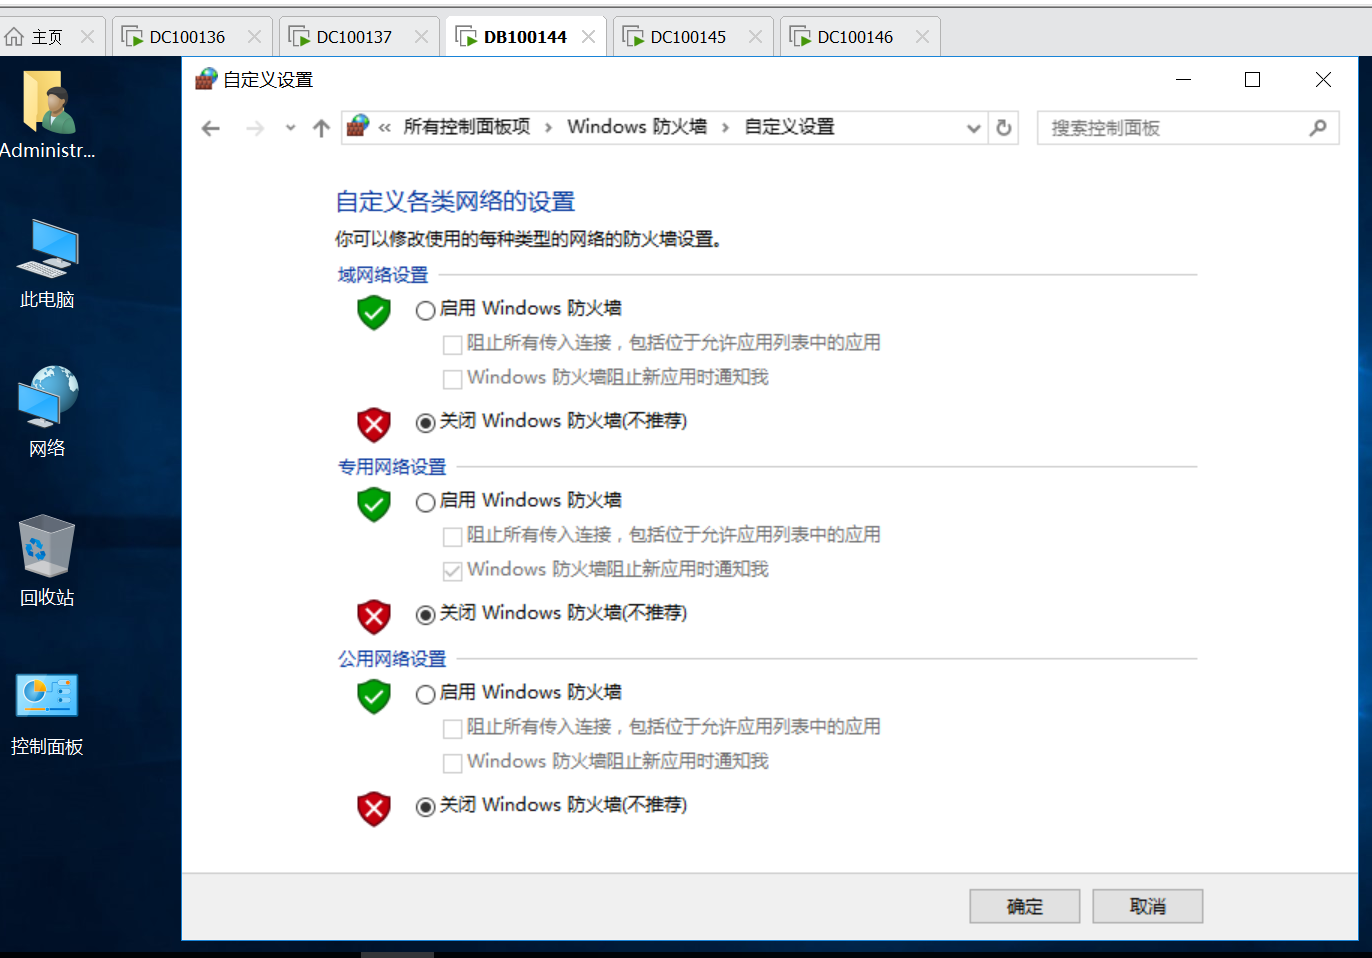 主页
DC100136
DC100137
DB100144
DC100145
DC100146
自定义设置
« 所有控制面板项 › Windows 防火墙 › 自定义设置
搜索控制面板
Administr...
此电脑
网络
回收站
控制面板
自定义各类网络的设置
你可以修改使用的每种类型的网络的防火墙设置。
域网络设置
启用 Windows 防火墙
阻止所有传入连接，包括位于允许应用列表中的应用
Windows 防火墙阻止新应用时通知我
关闭 Windows 防火墙(不推荐)
专用网络设置
启用 Windows 防火墙
阻止所有传入连接，包括位于允许应用列表中的应用
Windows 防火墙阻止新应用时通知我
关闭 Windows 防火墙(不推荐)
公用网络设置
启用 Windows 防火墙
阻止所有传入连接，包括位于允许应用列表中的应用
Windows 防火墙阻止新应用时通知我
关闭 Windows 防火墙(不推荐)
确定
取消